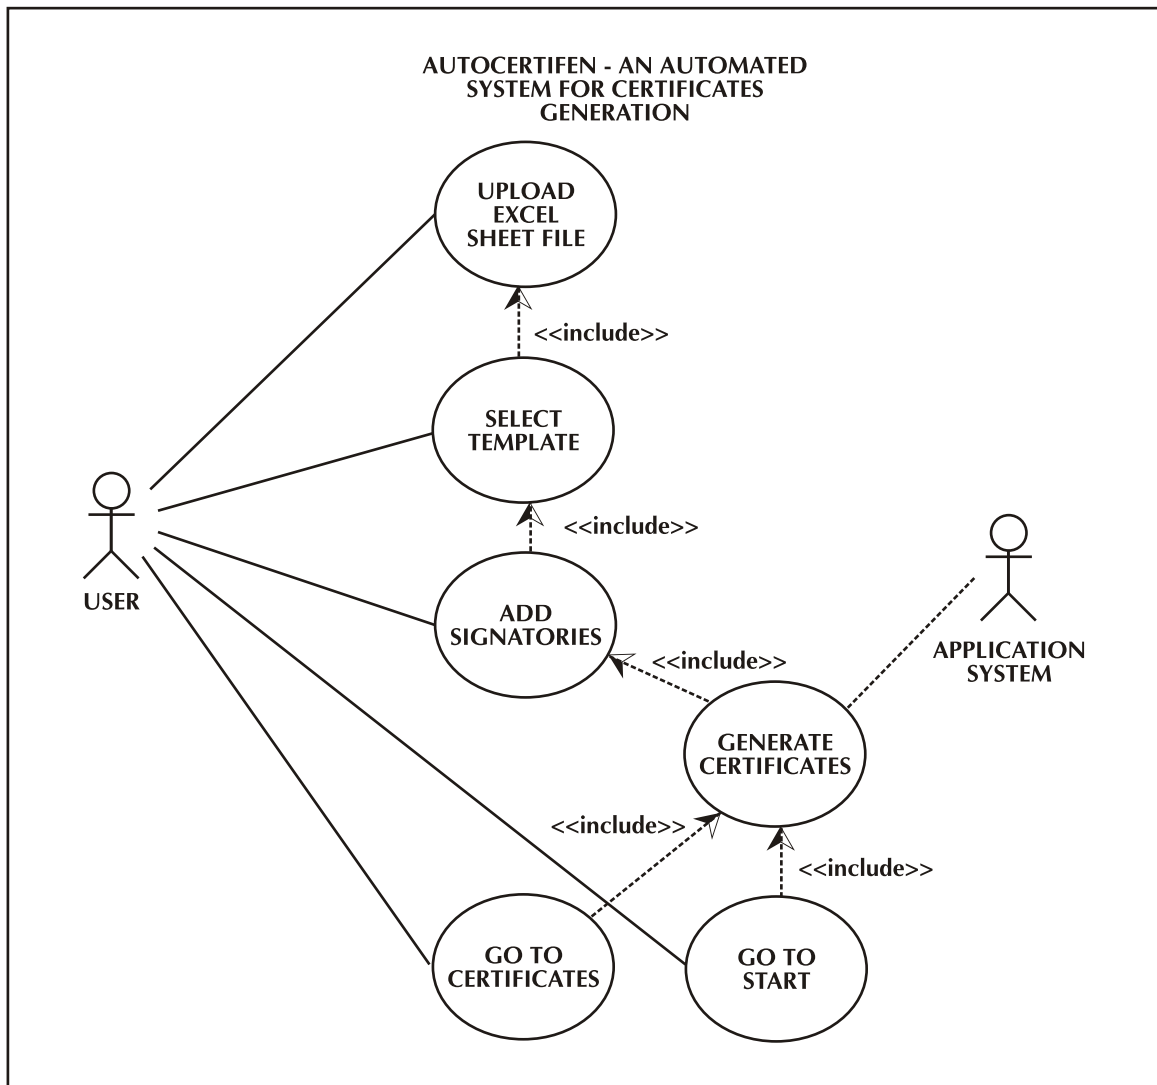 AUTOCERTIFEN - AN AUTOMATED
SYSTEM FOR CERTIFICATES
GENERATION
UPLOAD
EXCEL
SHEET FILE
<<include>>
SELECT
TEMPLATE
<<include>>
USER
ADD
SIGNATORIES
APPLICATION
SYSTEM
<<include>>
GENERATE
CERTIFICATES
<<include>>
<<include>>
GO TO
CERTIFICATES
GO TO
START